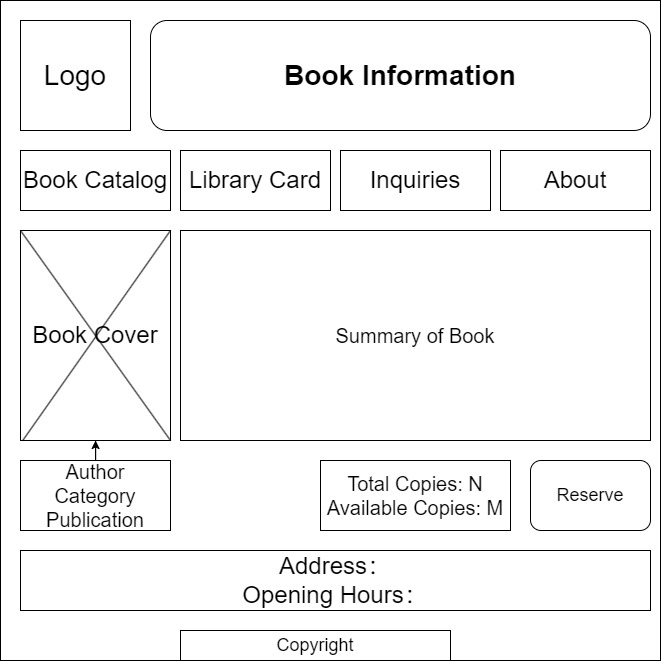 Logo
Book Information
Book Catalog
Library Card
Inquiries
About
Book Cover
Summary of Book
Author
Category
Publication
Total Copies: N
Available Copies: M
Reserve
Address：
Opening Hours：
Copyright